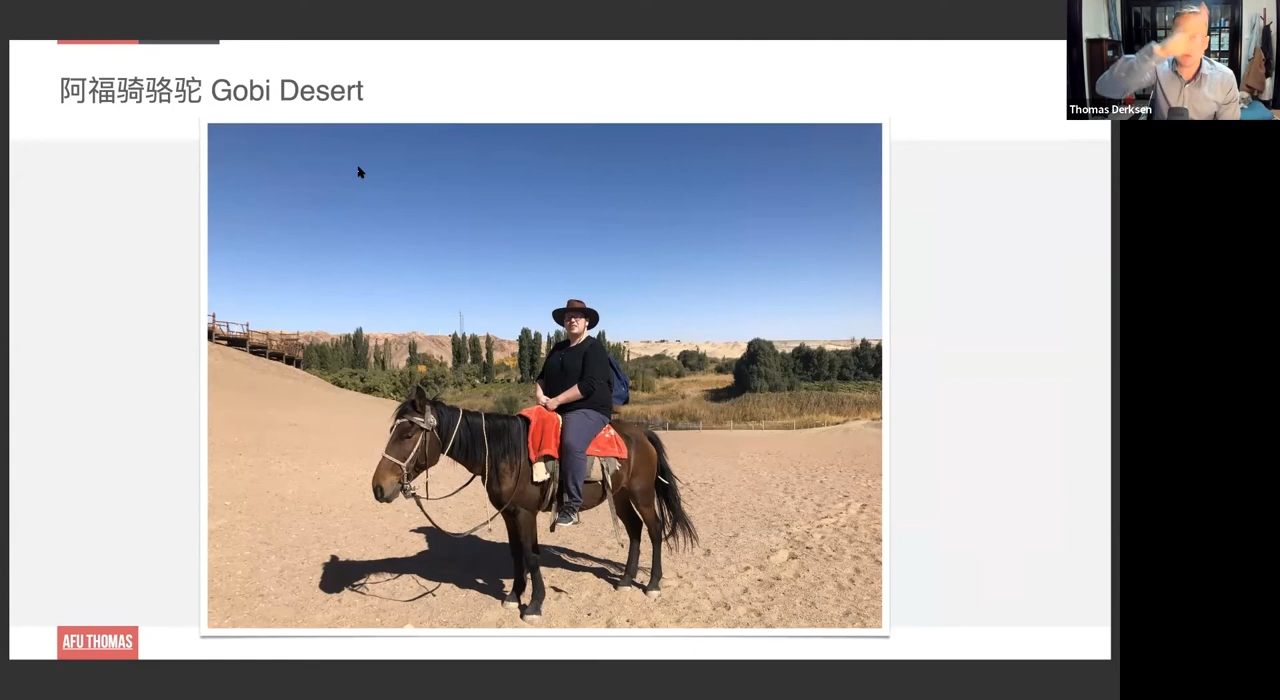 阿福骑骆驼 Gobi Desert
Thomas Derksen
AFU THOMAS